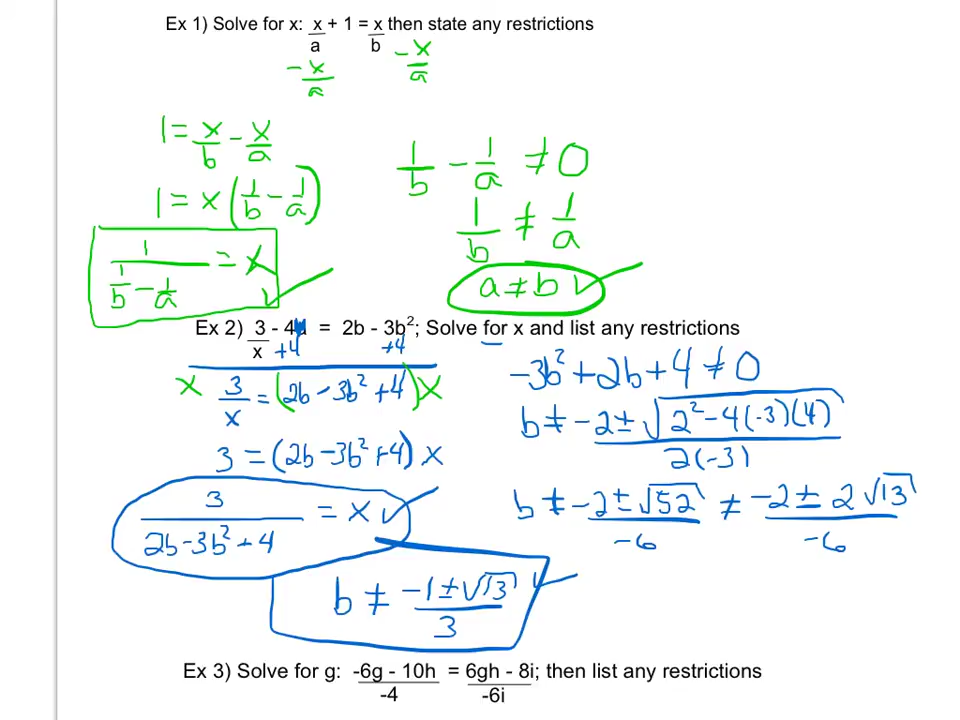 Ex 1) Solve for x: x/a + 1 = x/b then state any restrictions
- x/a - x/a
1 = x/b - x/a
1 = x (1/b - 1/a)
1/(1/b - 1/a) = x ✓
1/b - 1/a ≠ 0
1/b ≠ 1/a
a ≠ b ✓
Ex 2) 3/x - 4 = 2b - 3b²; Solve for x and list any restrictions
+4 +4
x 3/x = (2b - 3b² + 4) x
3 = (2b - 3b² + 4) x
3/(2b - 3b² + 4) = x ✓
-3b² + 2b + 4 ≠ 0
b ≠ -2 ± √(2² - 4(-3)(4)) / 2(-3)
b ≠ -2 ± √52 / -6 ≠ -2 ± 2√13 / -6
b ≠ -1 ± √13 / 3 ✓
Ex 3) Solve for g: -6g - 10h / -4 = 6gh - 8i / -6i; then list any restrictions